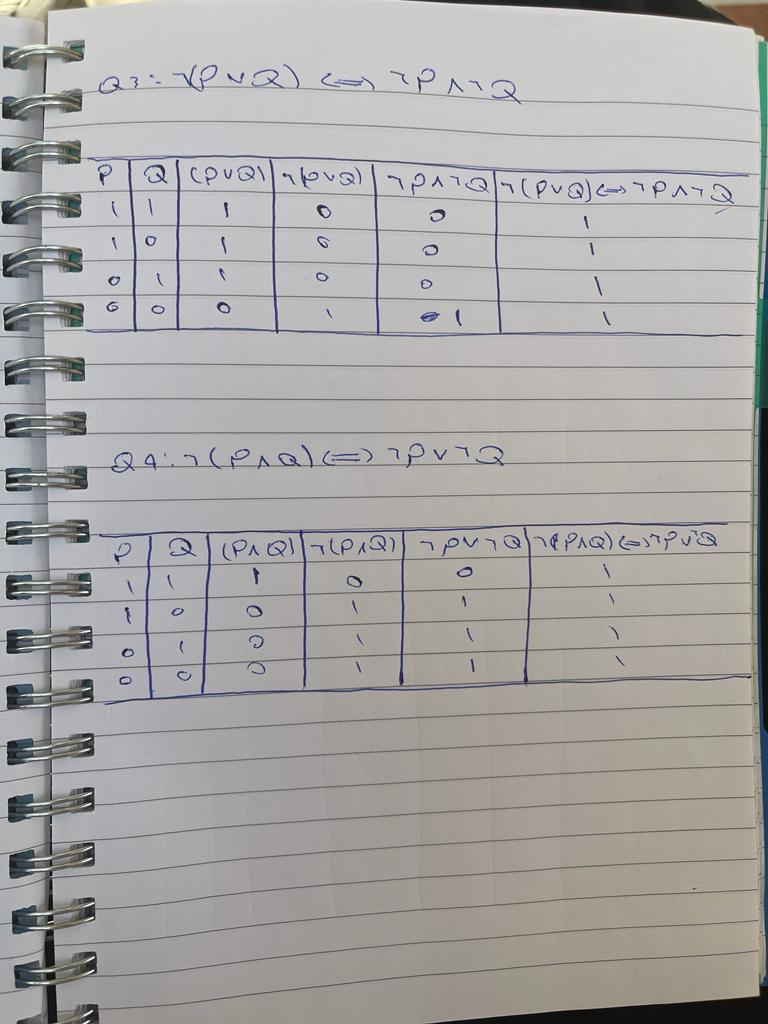 Q3:¬(P∨Q) ⟺ ¬P∧¬Q
P Q (P∨Q) ¬(P∨Q) ¬P∧¬Q ¬(P∨Q)⟺¬P∧¬Q
1 1 1 0 0 1
1 0 1 0 0 1
0 1 1 0 0 1
0 0 0 1 1 1
Q4:¬(P∧Q)⟺¬P∨¬Q
P Q (P∧Q) ¬(P∧Q) ¬P∨¬Q ¬(P∧Q)⟺¬P∨¬Q
1 1 1 0 0 1
1 0 0 1 1 1
0 1 0 1 1 1
0 0 0 1 1 1